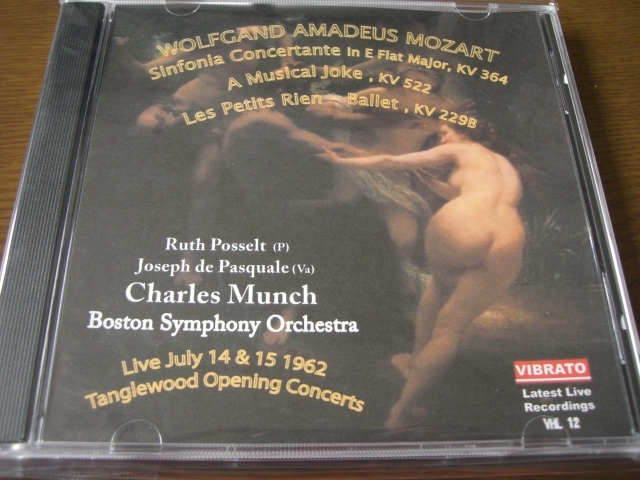 WOLFGAND AMADEUS MOZART
Sinfonia Concertante In E Flat Major, KV 364
A Musical Joke , KV 522
Les Petits Rien - Ballet , KV 229B
Ruth Posselt (P)
Joseph de Pasquale (Va)
Charles Munch
Boston Symphony Orchestra
Live July 14 & 15 1962
Tanglewood Opening Concerts
VIBRATO
Latest Live
Recordings
VHL 12